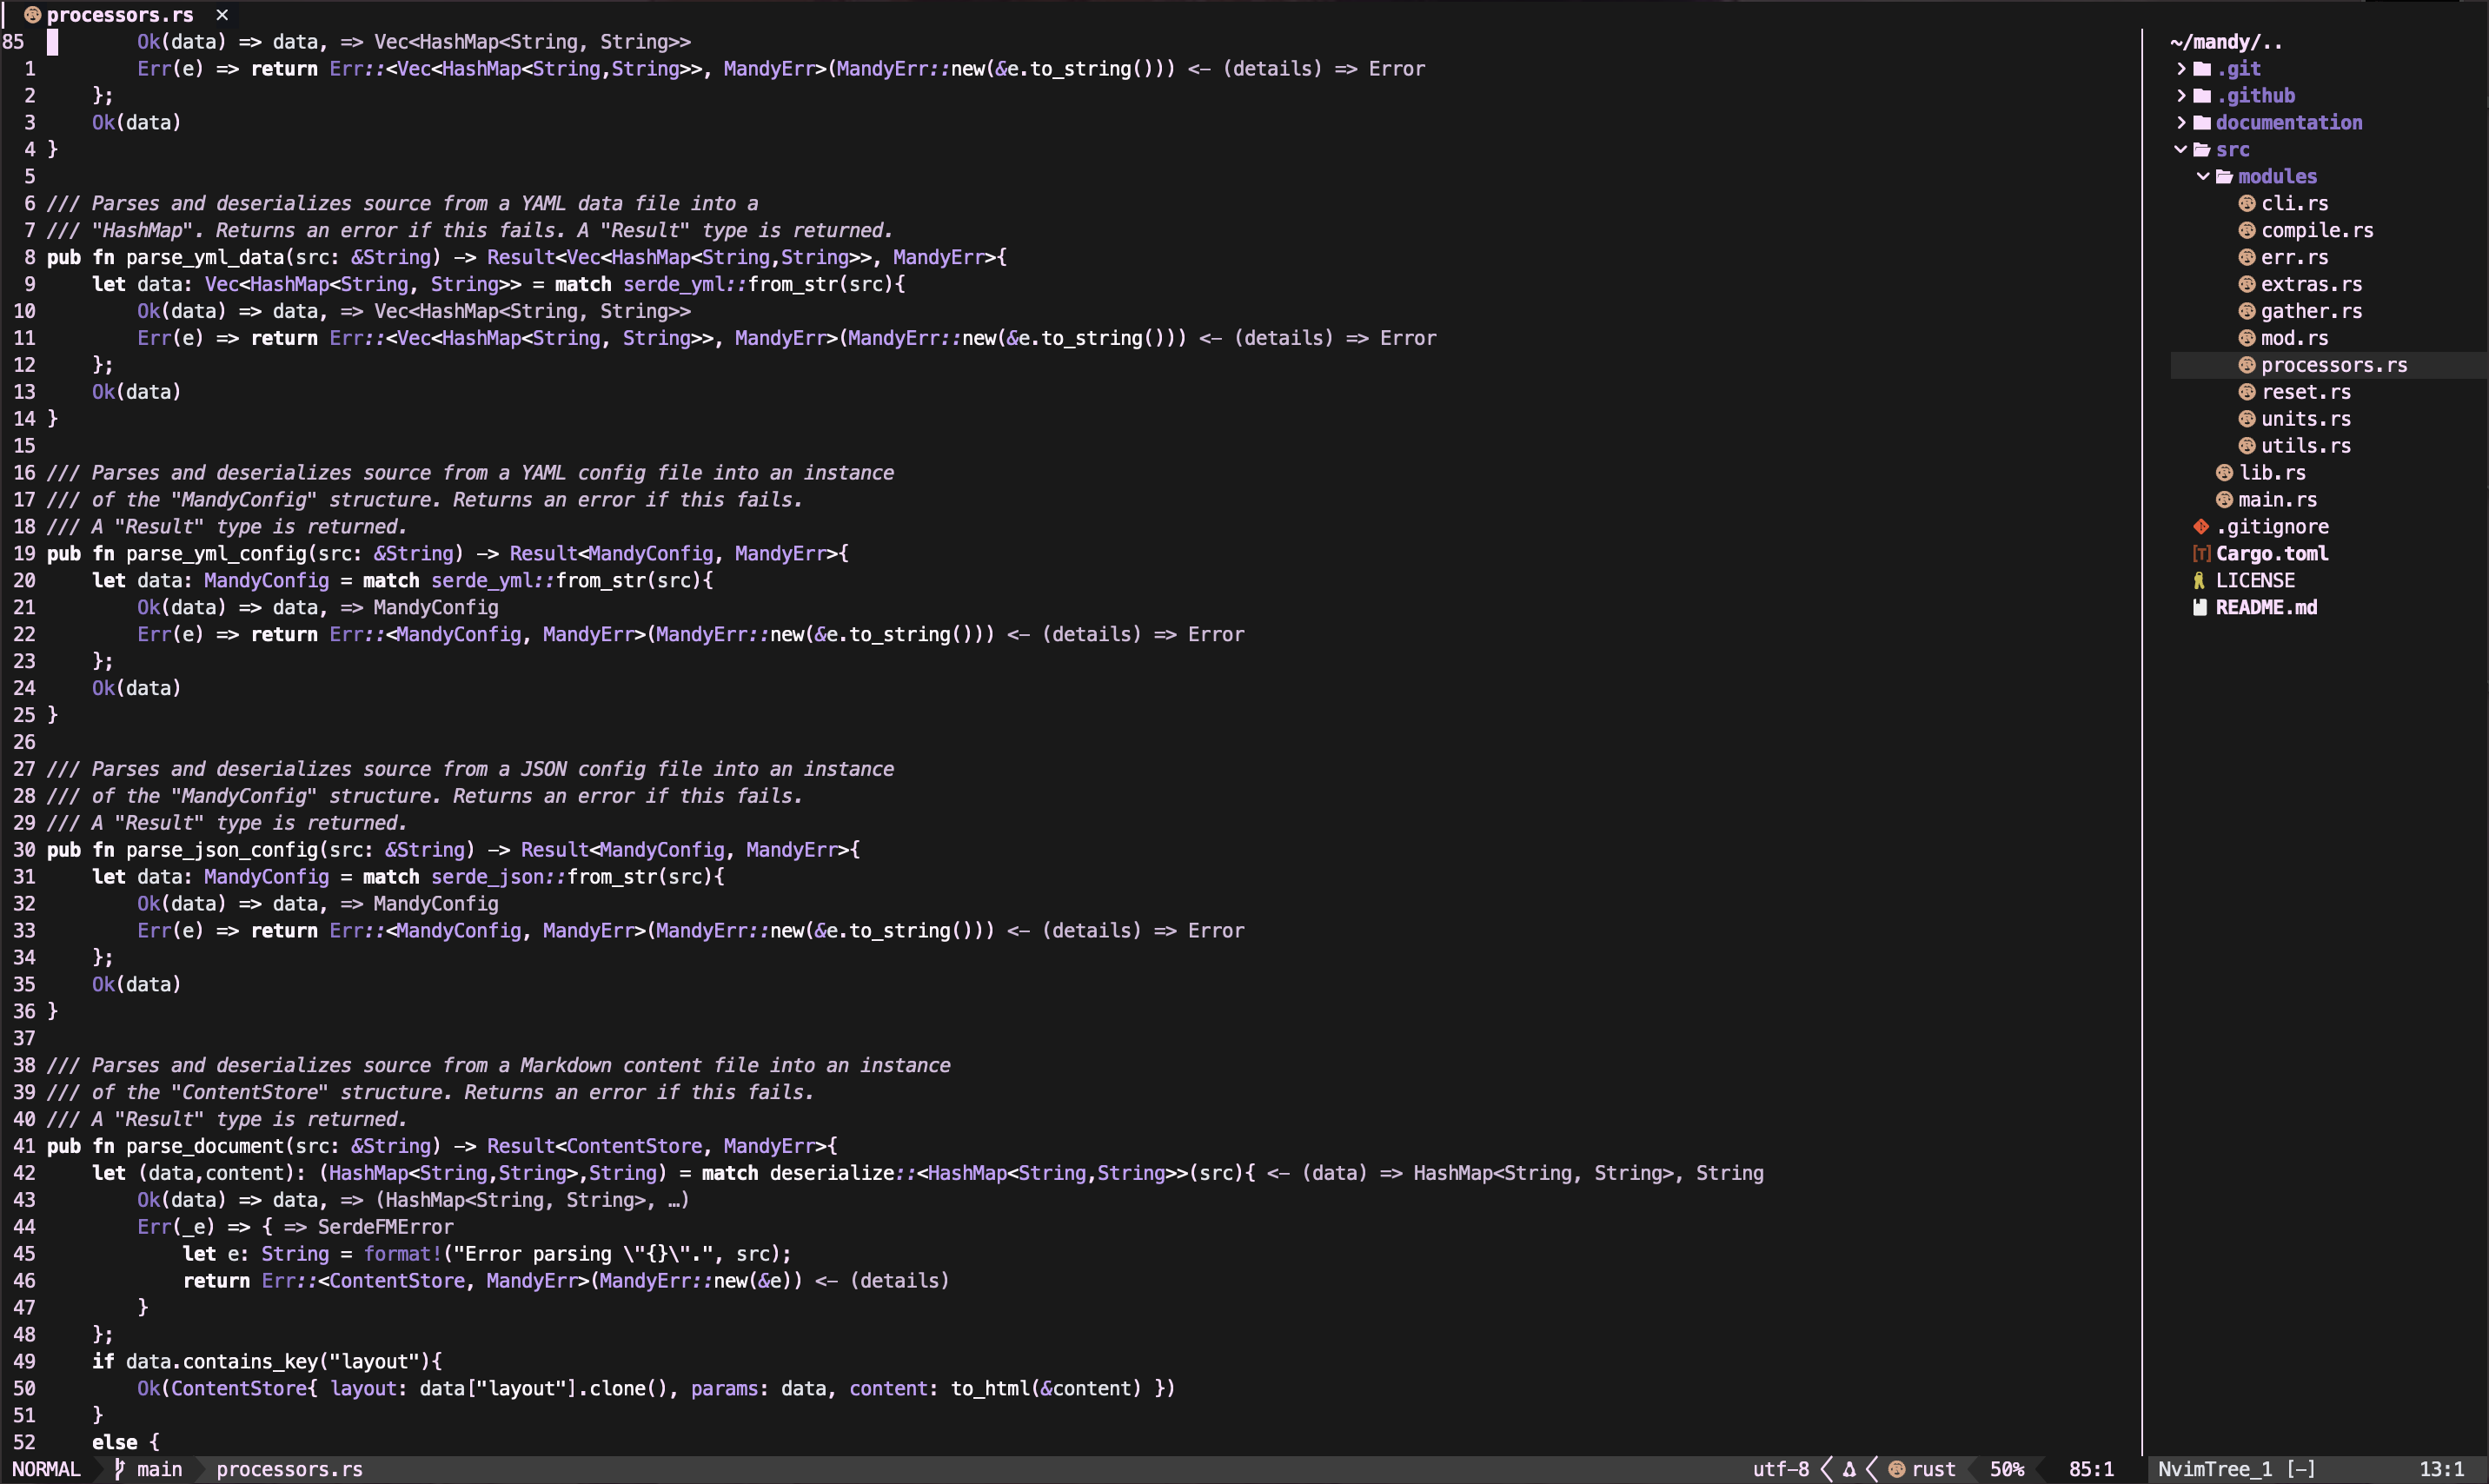 processors.rs ×
85 Ok(data) => data, => Vec<HashMap<String, String>>
1 Err(e) => return Err::<Vec<HashMap<String,String>>, MandyErr>(MandyErr::new(&e.to_string())) <- (details) => Error
2 };
3 Ok(data)
4 }
5
6 /// Parses and deserializes source from a YAML data file into a
7 /// "HashMap". Returns an error if this fails. A "Result" type is returned.
8 pub fn parse_yml_data(src: &String) -> Result<Vec<HashMap<String,String>>, MandyErr>{
9 let data: Vec<HashMap<String, String>> = match serde_yml::from_str(src){
10 Ok(data) => data, => Vec<HashMap<String, String>>
11 Err(e) => return Err::<Vec<HashMap<String, String>>, MandyErr>(MandyErr::new(&e.to_string())) <- (details) => Error
12 };
13 Ok(data)
14 }
15
16 /// Parses and deserializes source from a YAML config file into an instance
17 /// of the "MandyConfig" structure. Returns an error if this fails.
18 /// A "Result" type is returned.
19 pub fn parse_yml_config(src: &String) -> Result<MandyConfig, MandyErr>{
20 let data: MandyConfig = match serde_yml::from_str(src){
21 Ok(data) => data, => MandyConfig
22 Err(e) => return Err::<MandyConfig, MandyErr>(MandyErr::new(&e.to_string())) <- (details) => Error
23 };
24 Ok(data)
25 }
26
27 /// Parses and deserializes source from a JSON config file into an instance
28 /// of the "MandyConfig" structure. Returns an error if this fails.
29 /// A "Result" type is returned.
30 pub fn parse_json_config(src: &String) -> Result<MandyConfig, MandyErr>{
31 let data: MandyConfig = match serde_json::from_str(src){
32 Ok(data) => data, => MandyConfig
33 Err(e) => return Err::<MandyConfig, MandyErr>(MandyErr::new(&e.to_string())) <- (details) => Error
34 };
35 Ok(data)
36 }
37
38 /// Parses and deserializes source from a Markdown content file into an instance
39 /// of the "ContentStore" structure. Returns an error if this fails.
40 /// A "Result" type is returned.
41 pub fn parse_document(src: &String) -> Result<ContentStore, MandyErr>{
42 let (data,content): (HashMap<String,String>,String) = match deserialize::<HashMap<String,String>>(src){ <- (data) => HashMap<String, String>, String
43 Ok(data) => data, => (HashMap<String, String>, …)
44 Err(_e) => { => SerdeFMError
45 let e: String = format!("Error parsing \"{}\".", src);
46 return Err::<ContentStore, MandyErr>(MandyErr::new(&e)) <- (details)
47 }
48 };
49 if data.contains_key("layout"){
50 Ok(ContentStore{ layout: data["layout"].clone(), params: data, content: to_html(&content) })
51 }
52 else {
NORMAL main processors.rs utf-8 rust 50% 85:1
~/mandy/..
.git
.github
documentation
src
modules
cli.rs
compile.rs
err.rs
extras.rs
gather.rs
mod.rs
processors.rs
reset.rs
units.rs
utils.rs
lib.rs
main.rs
.gitignore
[T] Cargo.toml
LICENSE
README.md
NvimTree_1 [-] 13:1